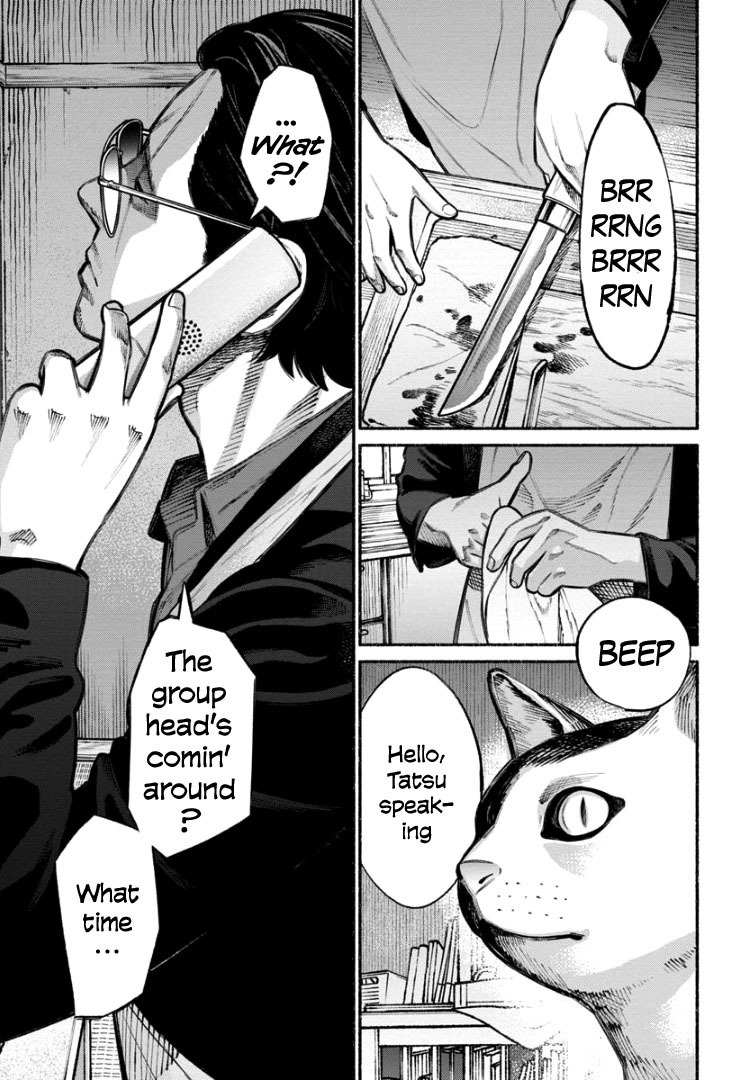 BRR
RRNG
BRRR
RRN
BEEP
Hello,
Tatsu
speak-
ing
...
What
?!
The
group
head's
comin'
around
?
What
time
...